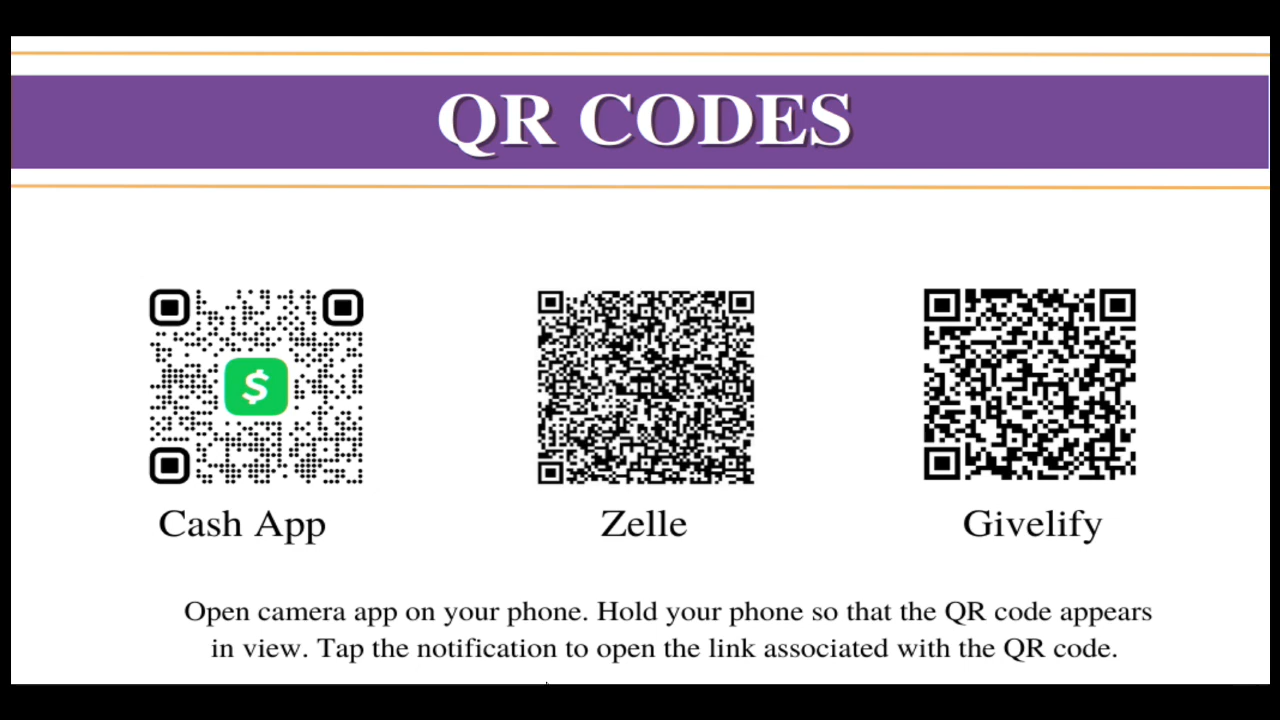 QR CODES
$
Cash App
Zelle
Givelify
Open camera app on your phone. Hold your phone so that the QR code appears
in view. Tap the notification to open the link associated with the QR code.